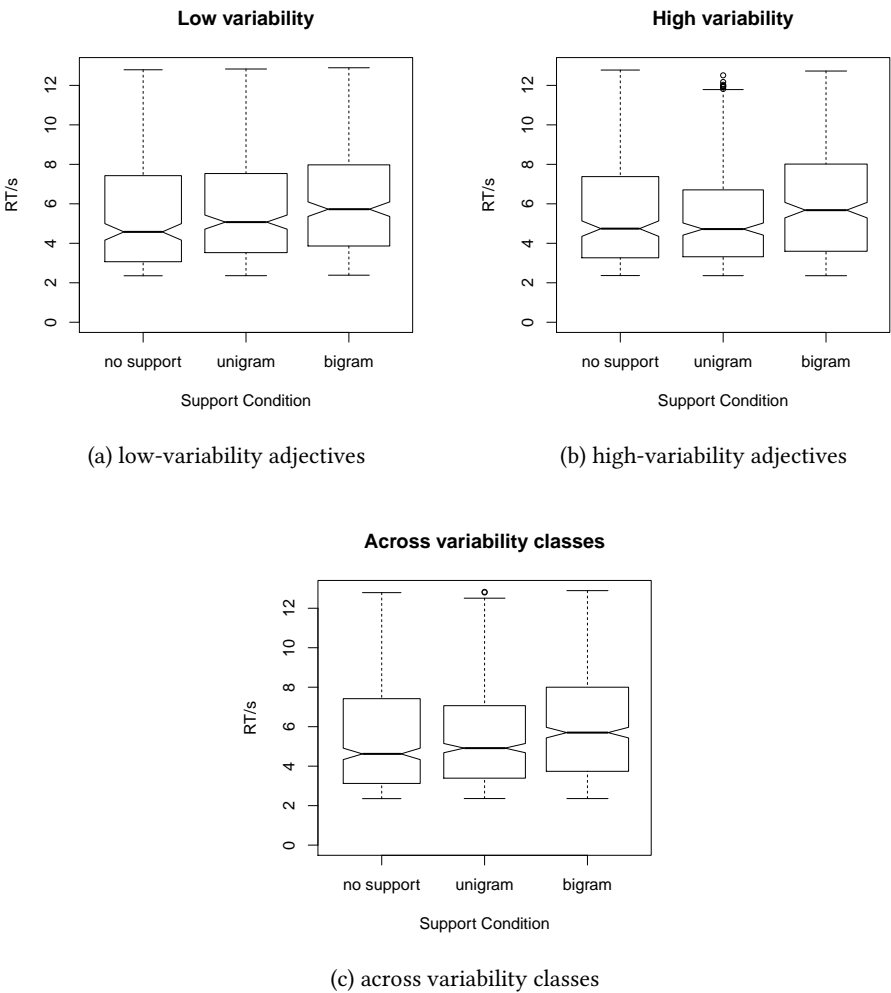 Low variability
RT/s
12
10
8
6
4
2
0
no support unigram bigram
Support Condition
(a) low-variability adjectives
High variability
RT/s
12
10
8
6
4
2
0
no support unigram bigram
Support Condition
(b) high-variability adjectives
Across variability classes
RT/s
12
10
8
6
4
2
0
no support unigram bigram
Support Condition
(c) across variability classes